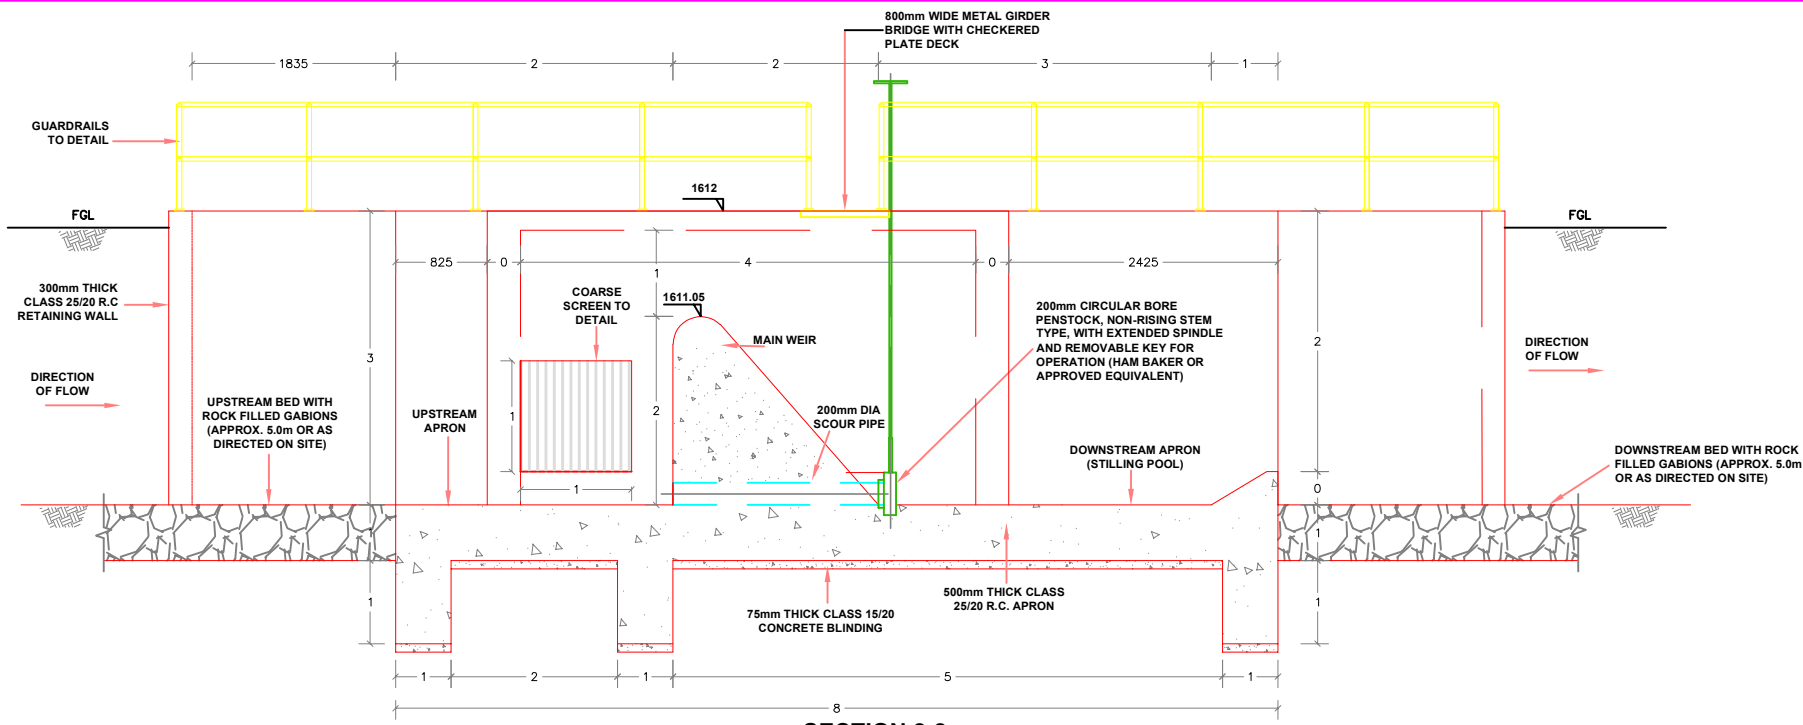 800mm WIDE METAL GIRDER
BRIDGE WITH CHECKERED
PLATE DECK
1835
2
2
3
1
GUARDRAILS
TO DETAIL
1612
FGL
FGL
825
0
4
0
2425
1
300mm THICK
CLASS 25/20 R.C
RETAINING WALL
COARSE
SCREEN TO
DETAIL
1611.05
MAIN WEIR
200mm CIRCULAR BORE
PENSTOCK, NON-RISING STEM
TYPE, WITH EXTENDED SPINDLE
AND REMOVABLE KEY FOR
OPERATION (HAM BAKER OR
APPROVED EQUIVALENT)
2
3
DIRECTION
OF FLOW
DIRECTION
OF FLOW
UPSTREAM BED WITH
ROCK FILLED GABIONS
(APPROX. 5.0m OR AS
DIRECTED ON SITE)
UPSTREAM
APRON
1
2
200mm DIA
SCOUR PIPE
1
DOWNSTREAM APRON
(STILLING POOL)
DOWNSTREAM BED WITH ROCK
FILLED GABIONS (APPROX. 5.0m
OR AS DIRECTED ON SITE)
0
1
1
1
1
75mm THICK CLASS 15/20
CONCRETE BLINDING
500mm THICK CLASS
25/20 R.C. APRON
1
2
1
5
1
8